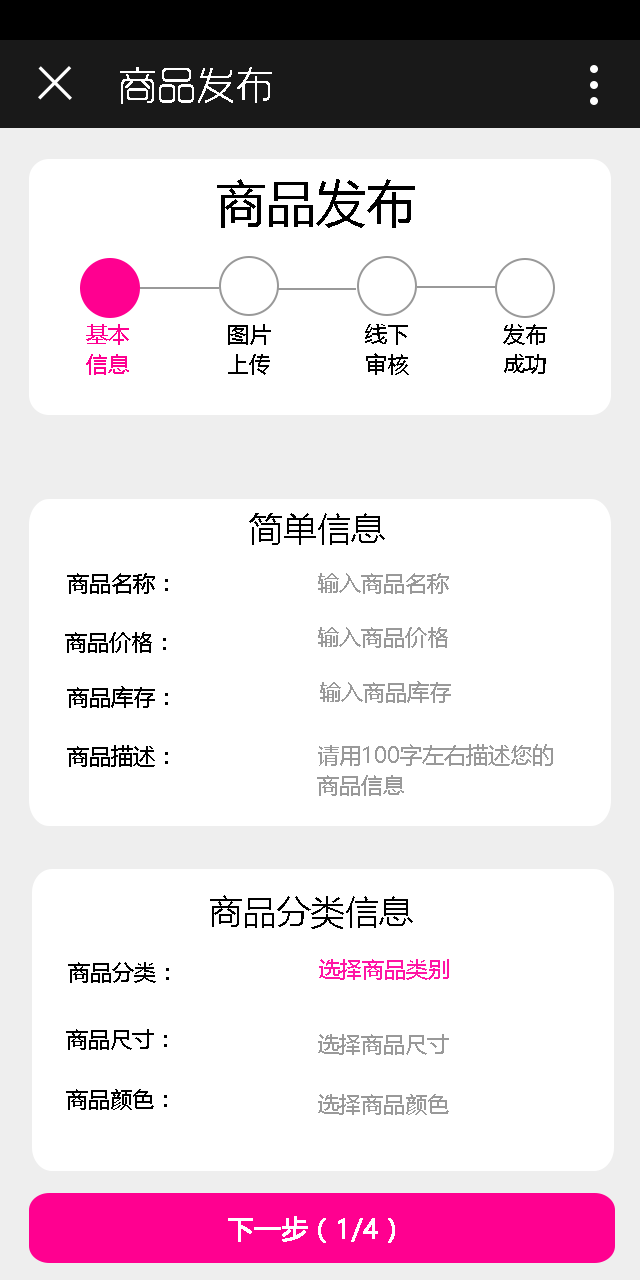 商品发布
商品发布
基本 图片 线下 发布
信息 上传 审核 成功
简单信息
商品名称： 输入商品名称
商品价格： 输入商品价格
商品库存： 输入商品库存
商品描述： 请用100字左右描述您的
商品信息
商品分类信息
商品分类： 选择商品类别
商品尺寸： 选择商品尺寸
商品颜色： 选择商品颜色
下一步（1/4）